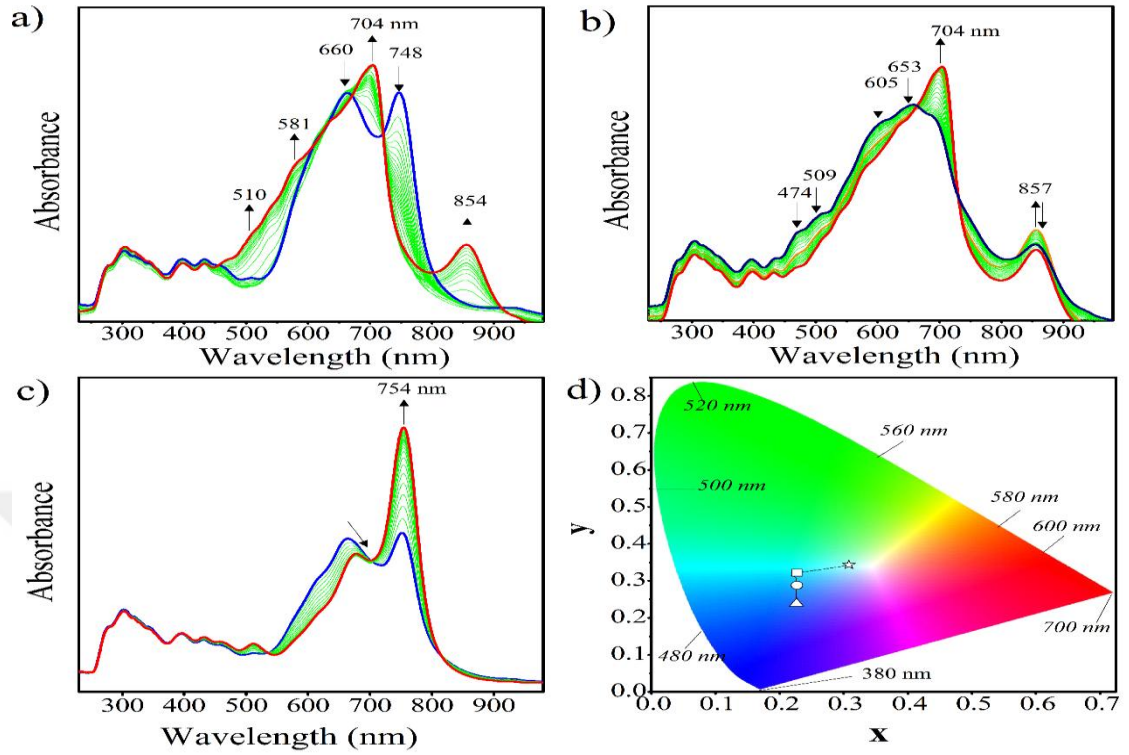 a)
704 nm
660
748
581
510
854
Absorbance
300 400 500 600 700 800 900
Wavelength (nm)
b)
704 nm
653
605
509
474
857
Absorbance
300 400 500 600 700 800 900
Wavelength (nm)
c)
754 nm
Absorbance
300 400 500 600 700 800 900
Wavelength (nm)
d)
0.8
0.7
0.6
0.5
0.4
0.3
0.2
0.1
0.0
y
520 nm
560 nm
500 nm
580 nm
600 nm
700 nm
480 nm
380 nm
0.0 0.1 0.2 0.3 0.4 0.5 0.6 0.7
x